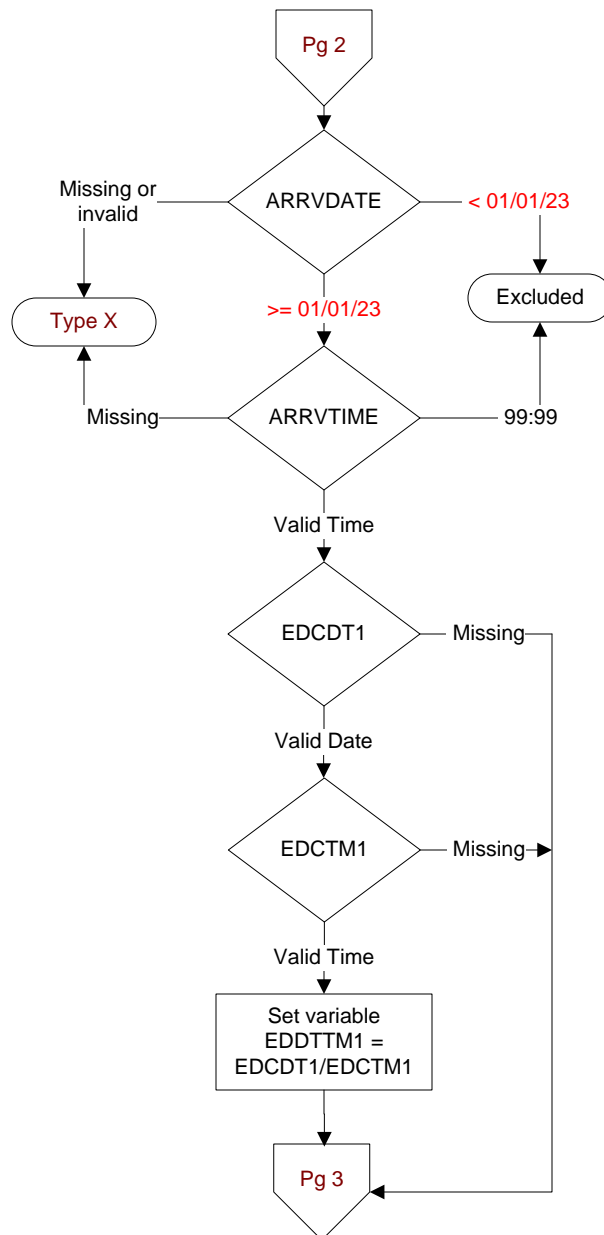 Pg 2
Missing or
invalid
ARRVDATE
< 01/01/23
Type X
>= 01/01/23
Excluded
Missing
ARRVTIME
99:99
Valid Time
EDCDT1
Missing
Valid Date
EDCTM1
Missing
Valid Time
Set variable
EDDTTM1 =
EDCDT1/EDCTM1
Pg 3